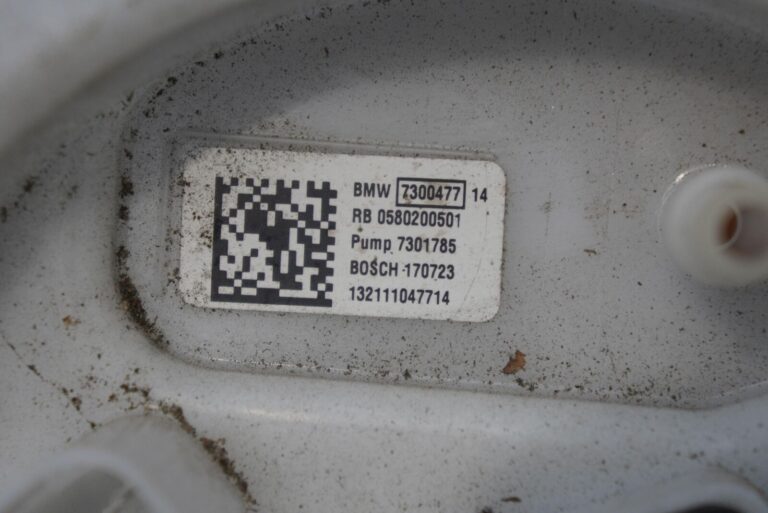 BMW 7300477 14
RB 0580200501
Pump 7301785
BOSCH 170723
132111047714